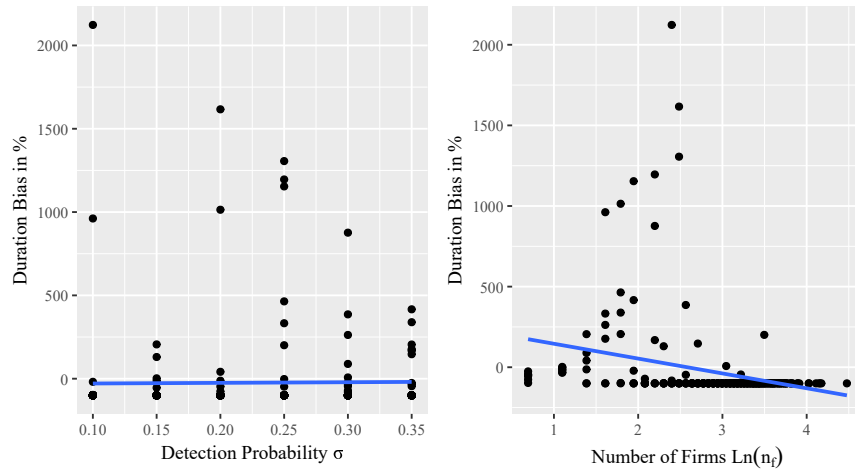 Duration Bias in %
2000
1500
1000
500
0
0.10 0.15 0.20 0.25 0.30 0.35
Detection Probability σ
Duration Bias in %
2000
1500
1000
500
0
1 2 3 4
Number of Firms Ln(n_f)